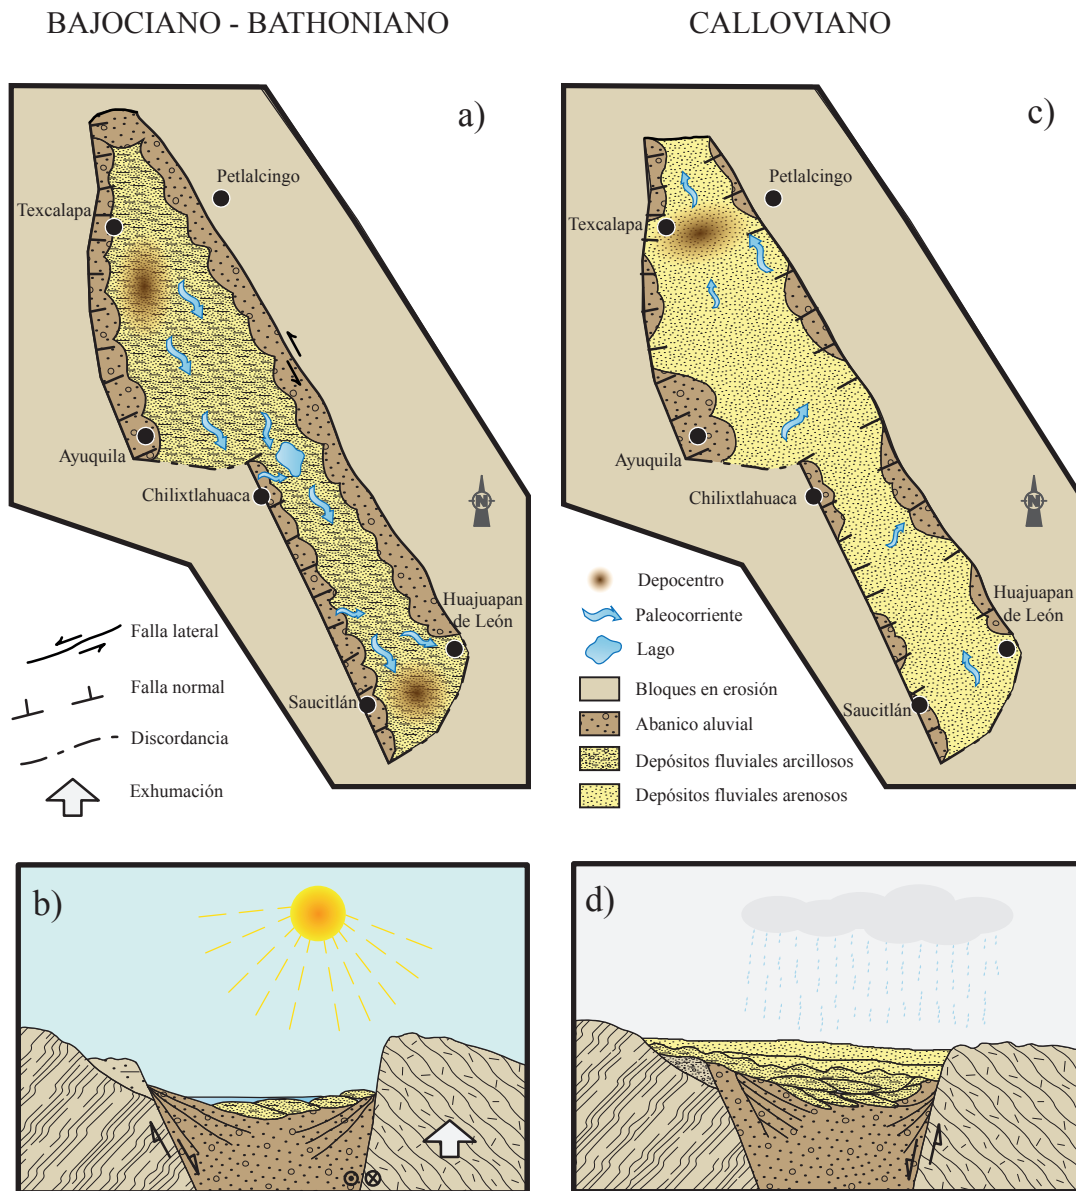 BAJOCIANO - BATHONIANO
CALLOVIANO
a)
Petlalcingo
Texcalapa
Ayuquila
Chilixtlahuaca
N
Huajuapan
de León
Saucitlán
Falla lateral
Falla normal
Discordancia
Exhumación
c)
Petlalcingo
Texcalapa
Ayuquila
Chilixtlahuaca
N
Huajuapan
de León
Saucitlán
Depocentro
Paleocorriente
Lago
Bloques en erosión
Abanico aluvial
Depósitos fluviales arcillosos
Depósitos fluviales arenosos
b)
d)